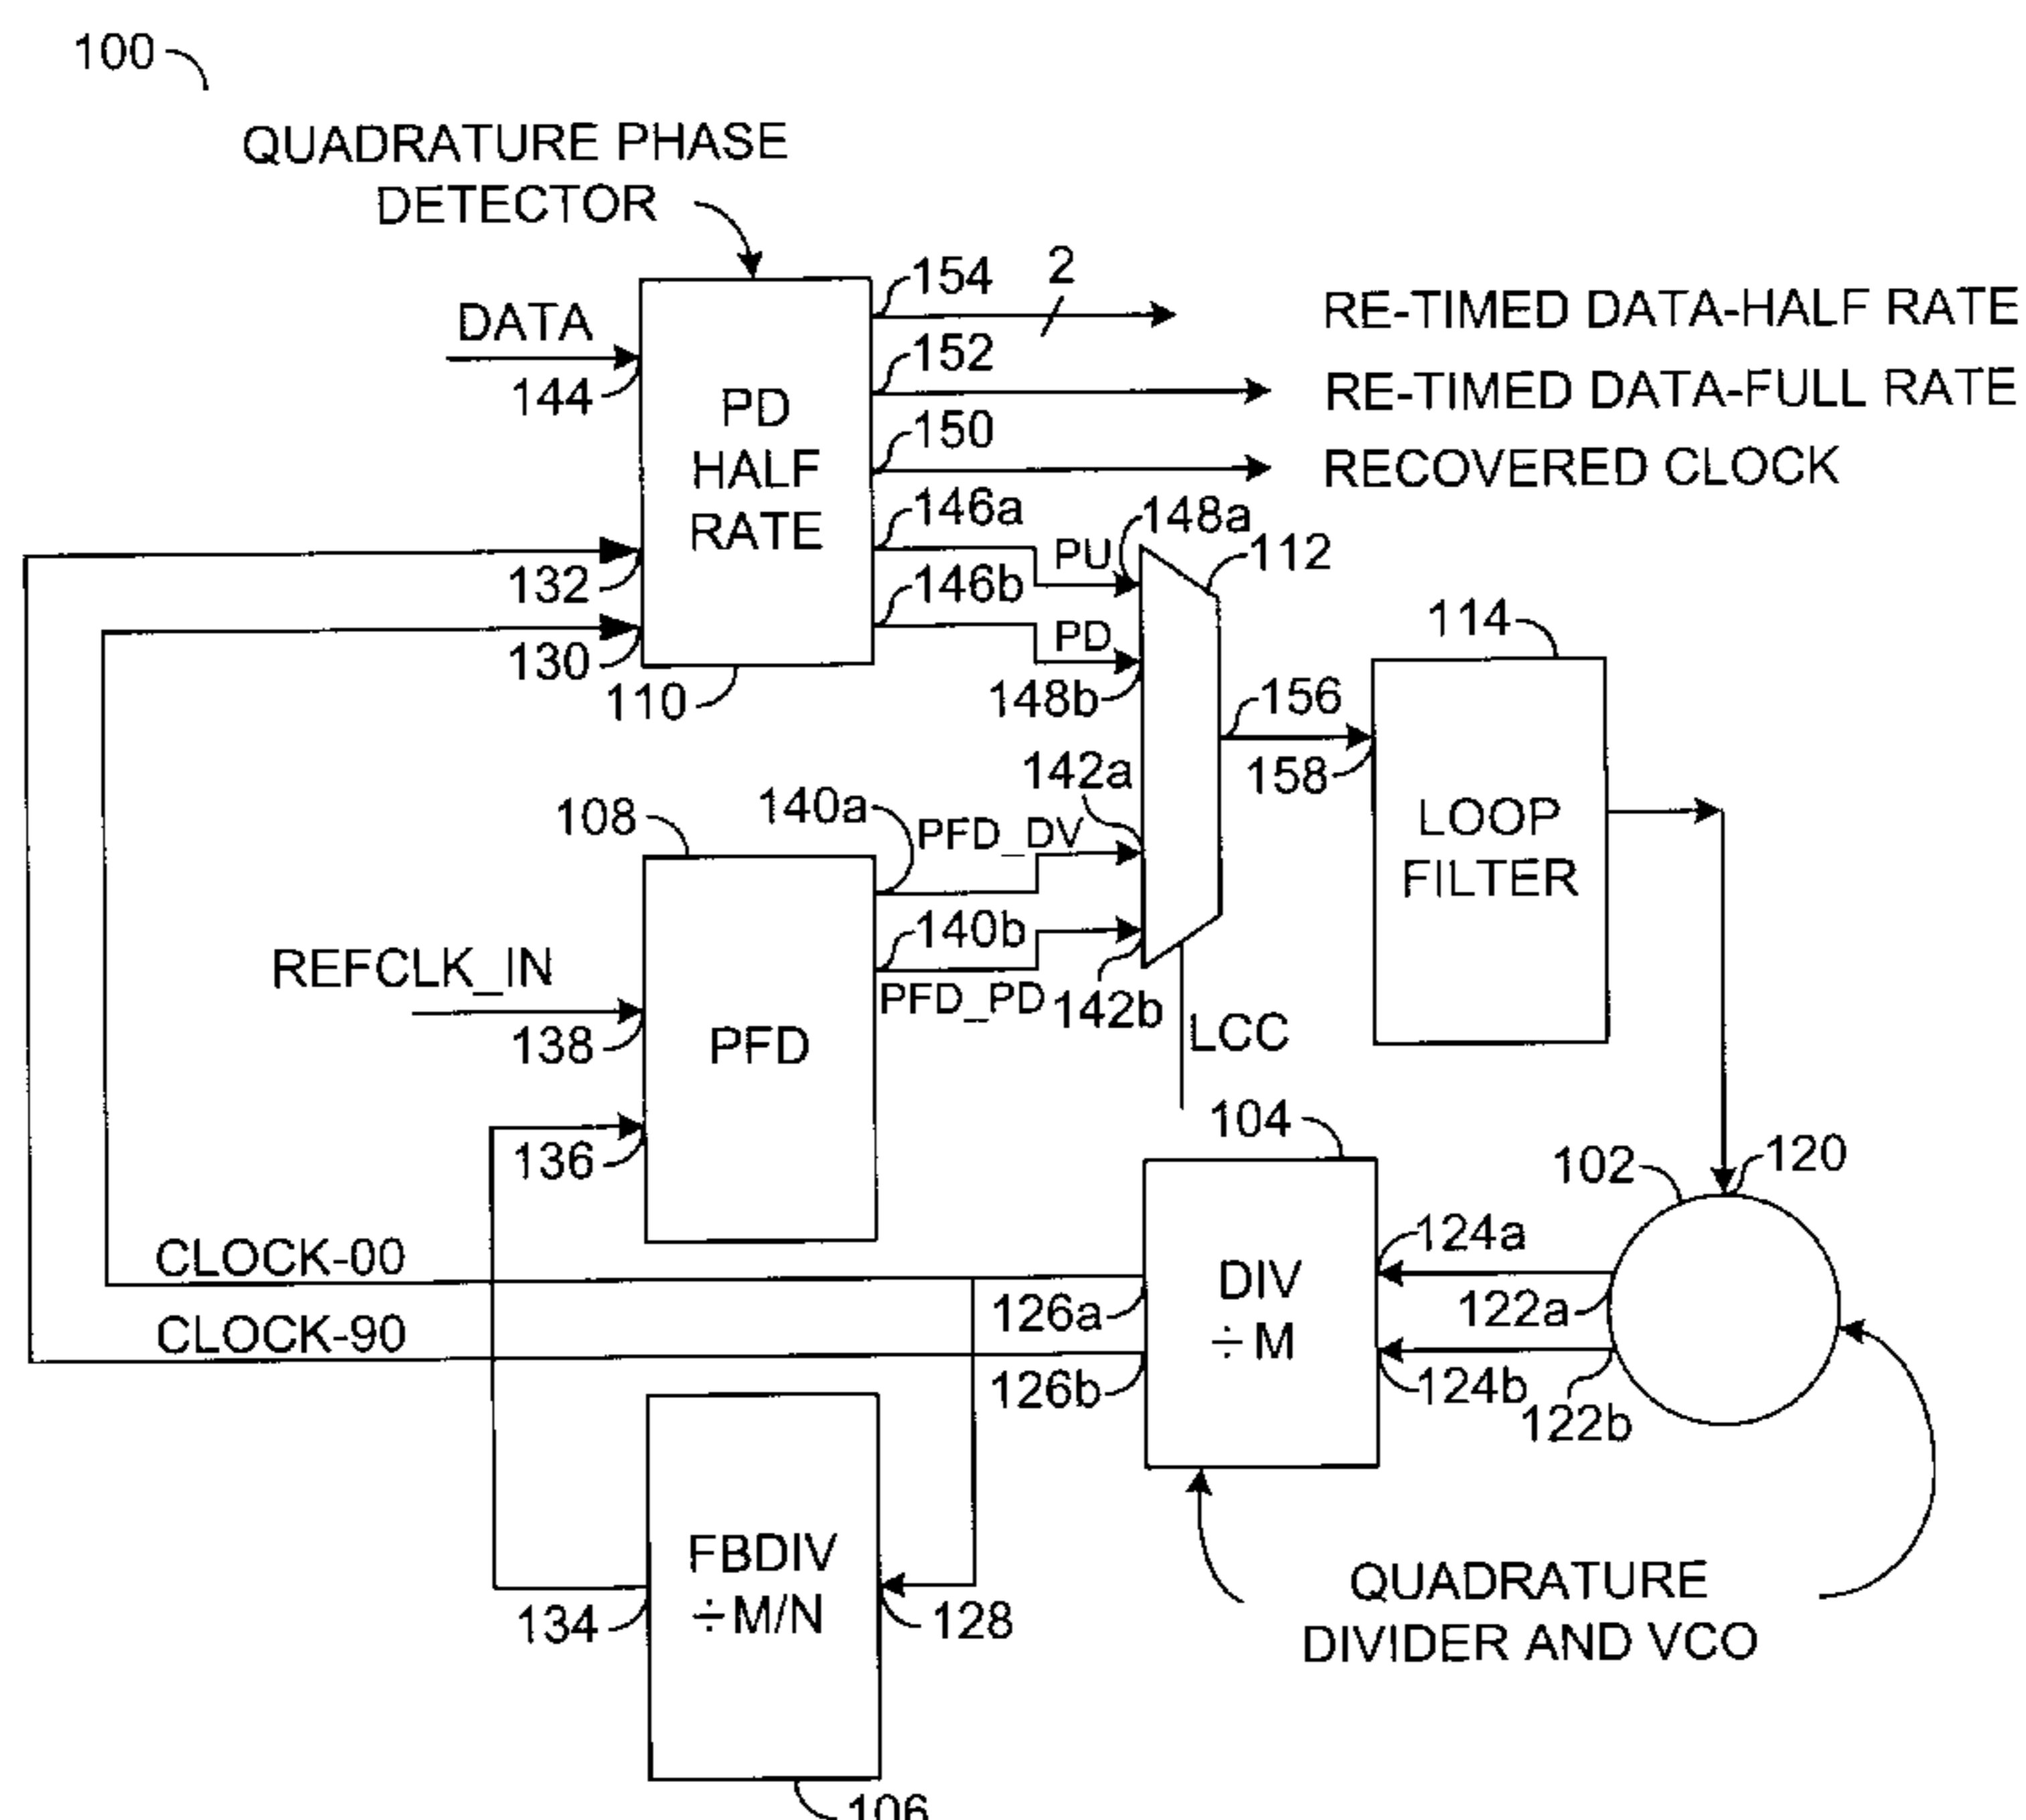 100
QUADRATURE PHASE
DETECTOR
154
2
RE-TIMED DATA-HALF RATE
DATA
144
152
RE-TIMED DATA-FULL RATE
PD
HALF
RATE
150
RECOVERED CLOCK
146a
PU
148a
112
132
146b
PD
148b
130
110
114
156
158
142a
108
140a
PFD_DV
LOOP
FILTER
REFCLK_IN
138
140b
PFD_PD
142b
PFD
LCC
136
104
102
120
CLOCK-00
126a
DIV
÷M
124a
122a
CLOCK-90
126b
124b
122b
FBDIV
÷M/N
134
128
QUADRATURE
DIVIDER AND VCO
106